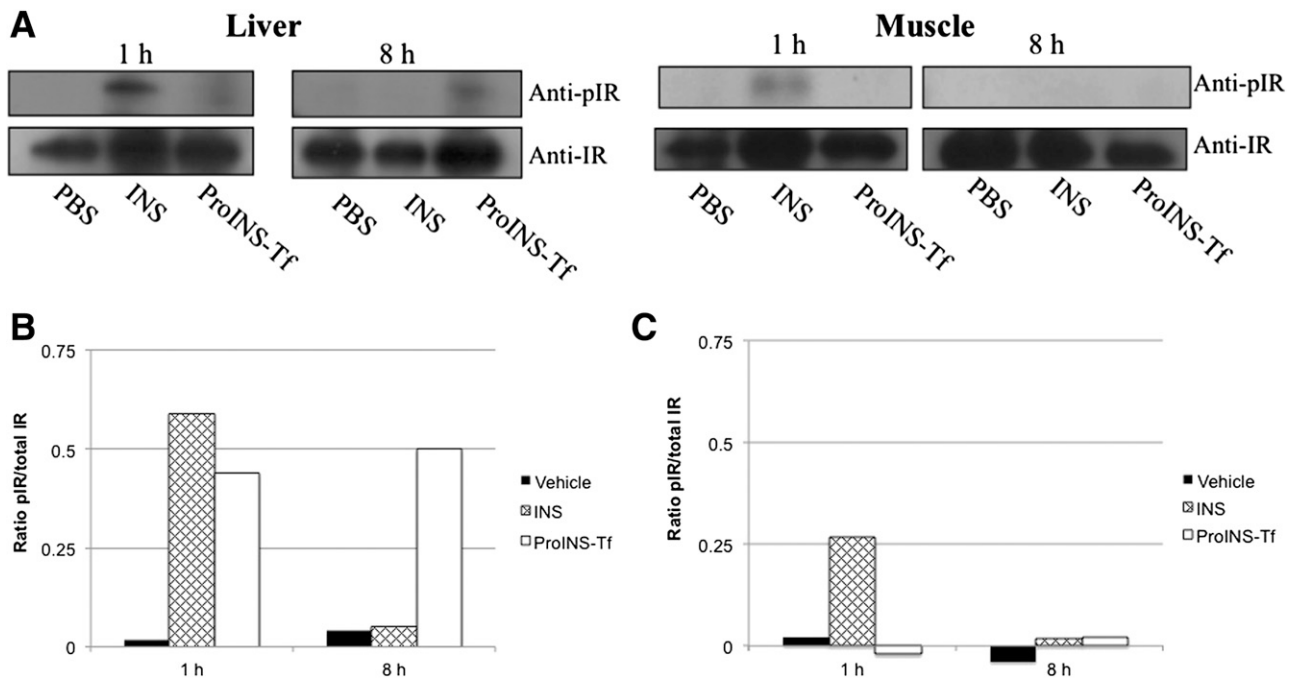 A
Liver
1 h
8 h
Anti-pIR
Anti-IR
PBS
INS
ProINS-Tf
PBS
INS
ProINS-Tf
Muscle
1 h
8 h
Anti-pIR
Anti-IR
PBS
INS
ProINS-Tf
PBS
INS
ProINS-Tf
B
Ratio pIR/total IR
0.75
0.5
0.25
0
1 h
8 h
Vehicle
INS
ProINS-Tf
C
Ratio pIR/total IR
0.75
0.5
0.25
0
1 h
8 h
Vehicle
INS
ProINS-Tf